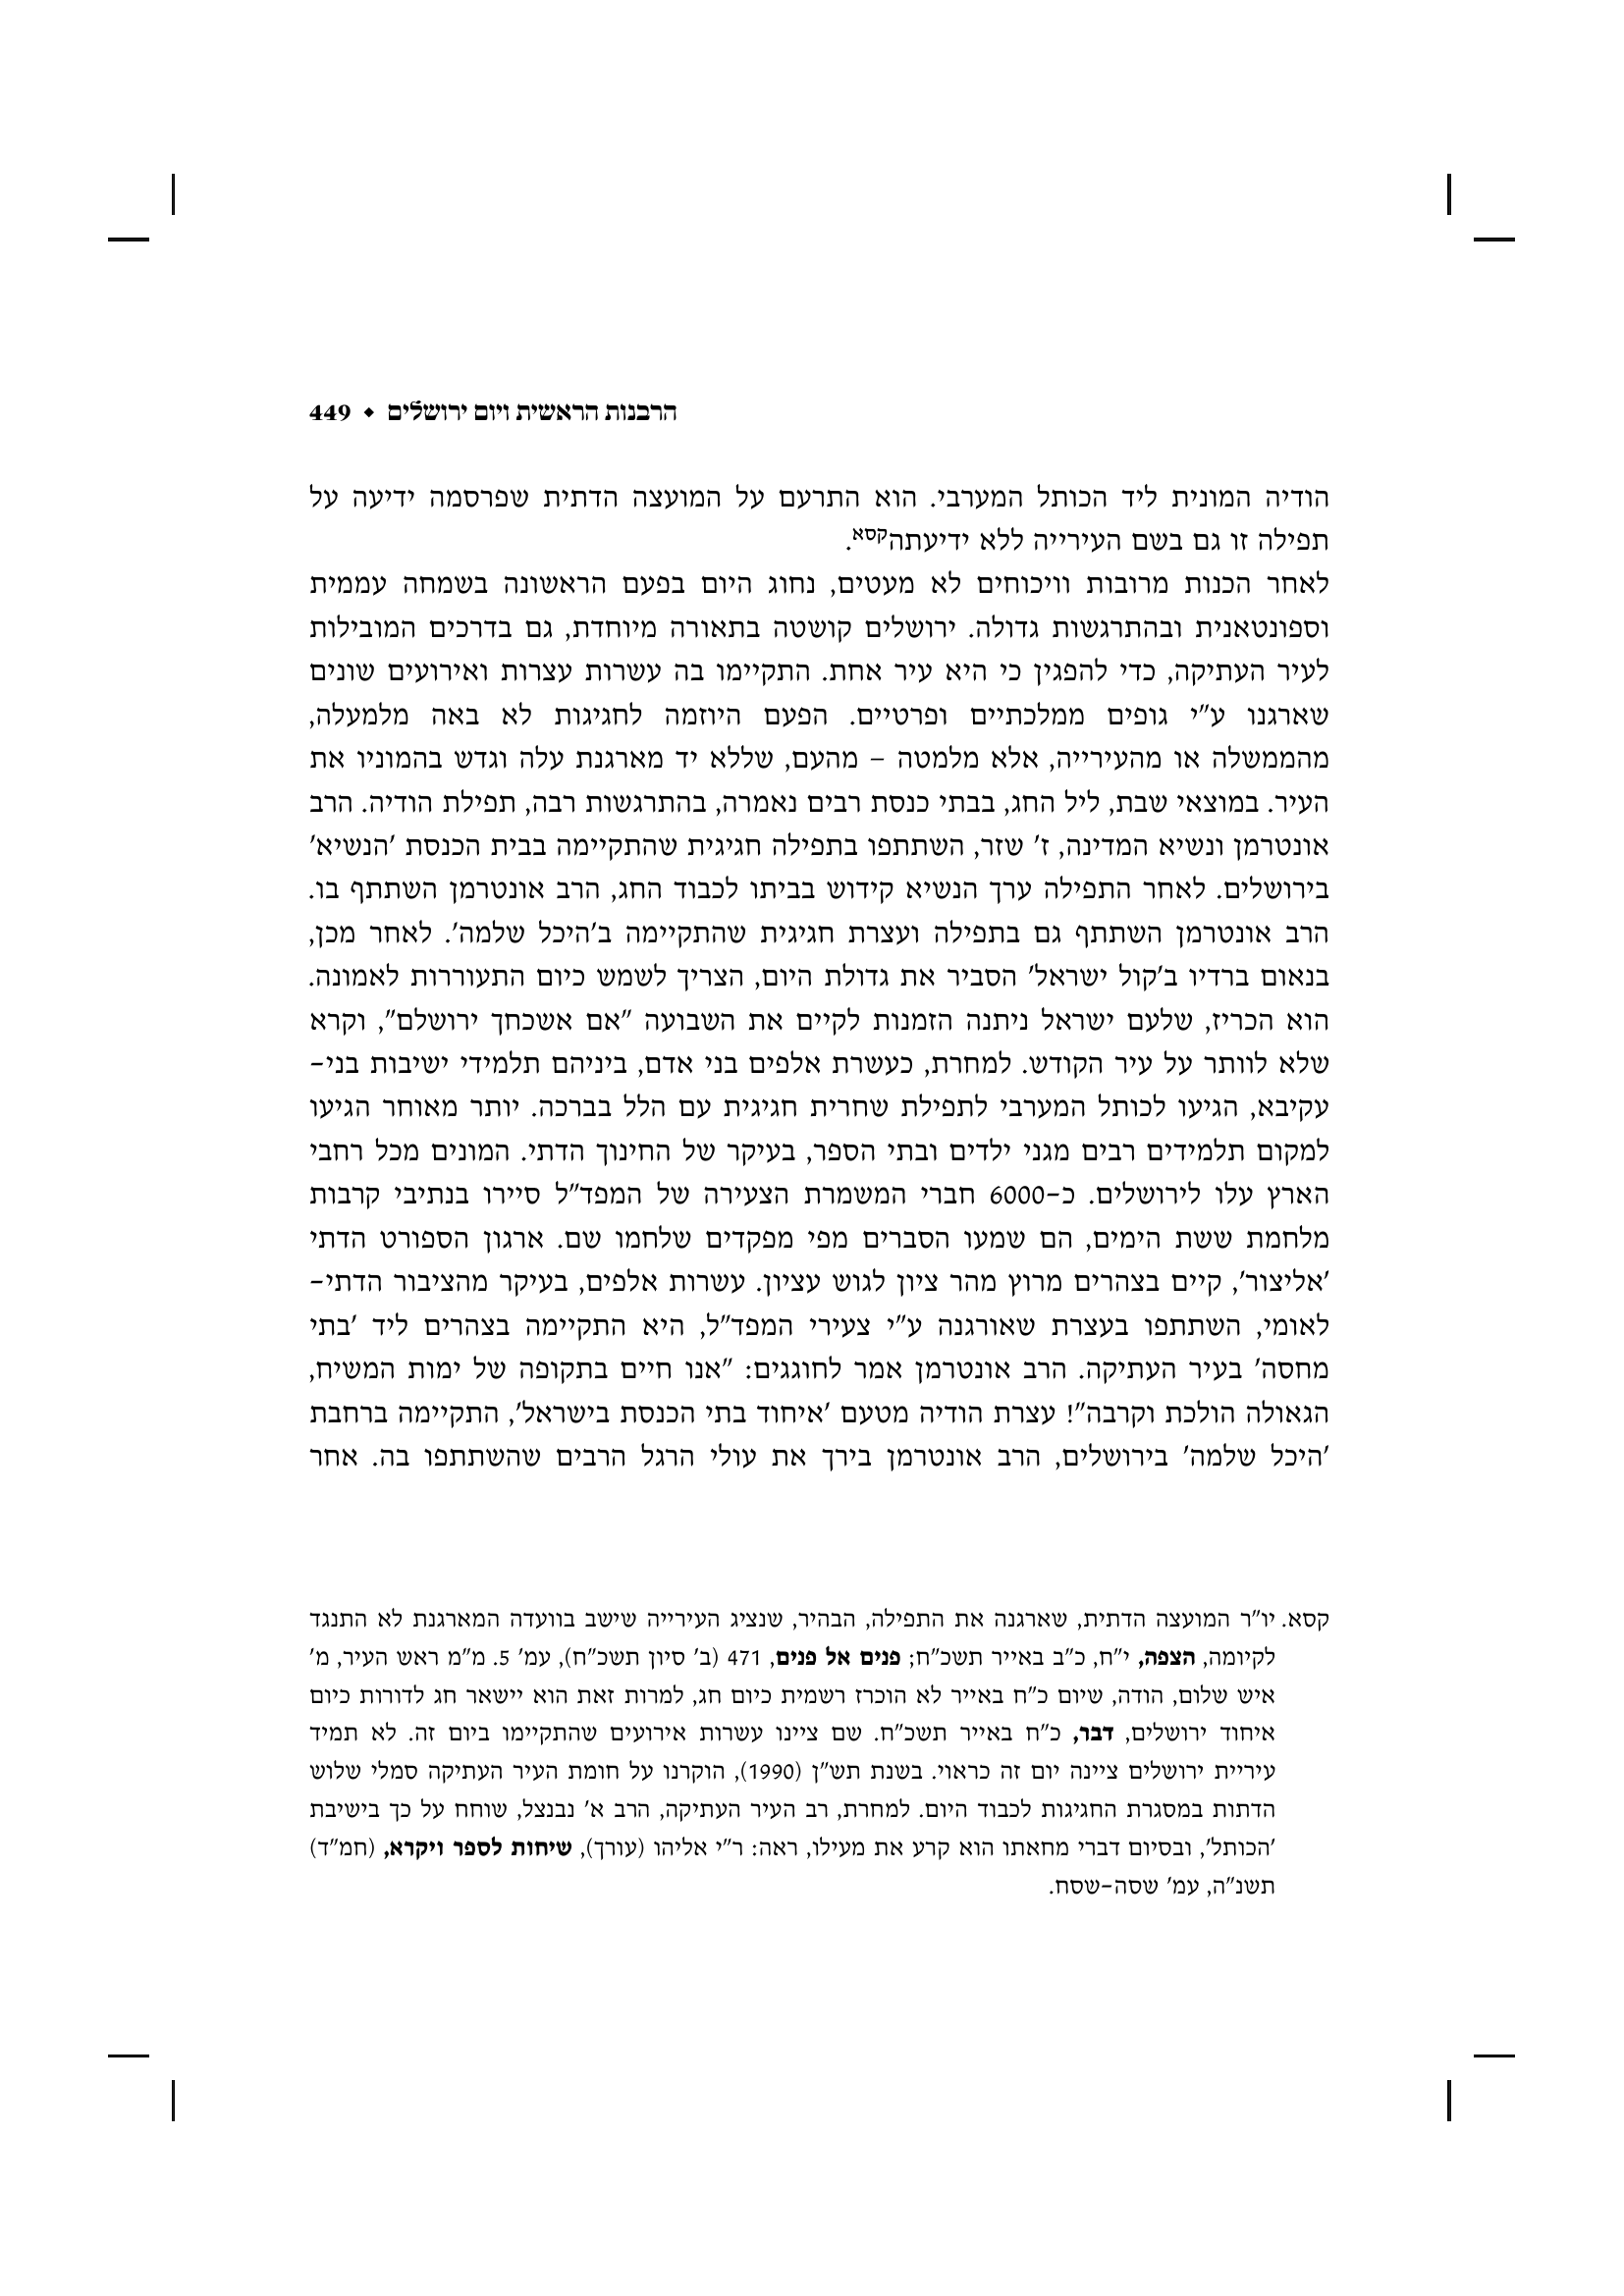 הרבנות הראשית ויום ירושלים ◆ 449
הודיה המונית ליד הכותל המערבי. הוא התרעם על המועצה הדתית שפרסמה ידיעה על
תפילה זו גם בשם העירייה ללא ידיעתהקסא.
לאחר הכנות מרובות וויכוחים לא מעטים, נחוג היום בפעם הראשונה בשמחה עממית
וספונטאנית ובהתרגשות גדולה. ירושלים קושטה בתאורה מיוחדת, גם בדרכים המובילות
לעיר העתיקה, כדי להפגין כי היא עיר אחת. התקיימו בה עשרות עצרות ואירועים שונים
שארגנו ע"י גופים ממלכתיים ופרטיים. הפעם היוזמה לחגיגות לא באה מלמעלה,
מהממשלה או מהעירייה, אלא מלמטה – מהעם, שללא יד מארגנת עלה וגדש בהמוניו את
העיר. במוצאי שבת, ליל החג, בבתי כנסת רבים נאמרה, בהתרגשות רבה, תפילת הודיה. הרב
אונטרמן ונשיא המדינה, ז' שזר, השתתפו בתפילה חגיגית שהתקיימה בבית הכנסת 'הנשיא'
בירושלים. לאחר התפילה ערך הנשיא קידוש בביתו לכבוד החג, הרב אונטרמן השתתף בו.
הרב אונטרמן השתתף גם בתפילה ועצרת חגיגית שהתקיימה ב'היכל שלמה'. לאחר מכן,
בנאום ברדיו ב'קול ישראל' הסביר את גדולת היום, הצריך לשמש כיום התעוררות לאמונה.
הוא הכריז, שלעם ישראל ניתנה הזמנות לקיים את השבועה "אם אשכחך ירושלם", וקרא
שלא לוותר על עיר הקודש. למחרת, כעשרת אלפים בני אדם, ביניהם תלמידי ישיבות בני–
עקיבא, הגיעו לכותל המערבי לתפילת שחרית חגיגית עם הלל בברכה. יותר מאוחר הגיעו
למקום תלמידים רבים מגני ילדים ובתי הספר, בעיקר של החינוך הדתי. המונים מכל רחבי
הארץ עלו לירושלים. כ–6000 חברי המשמרת הצעירה של המפד"ל סיירו בנתיבי קרבות
מלחמת ששת הימים, הם שמעו הסברים מפי מפקדים שלחמו שם. ארגון הספורט הדתי
'אליצור', קיים בצהרים מרוץ מהר ציון לגוש עציון. עשרות אלפים, בעיקר מהציבור הדתי–
לאומי, השתתפו בעצרת שאורגנה ע"י צעירי המפד"ל, היא התקיימה בצהרים ליד 'בתי
מחסה' בעיר העתיקה. הרב אונטרמן אמר לחוגגים: "אנו חיים בתקופה של ימות המשיח,
הגאולה הולכת וקרבה"! עצרת הודיה מטעם 'איחוד בתי הכנסת בישראל', התקיימה ברחבת
'היכל שלמה' בירושלים, הרב אונטרמן בירך את עולי הרגל הרבים שהשתתפו בה. אחר
קסא. יו"ר המועצה הדתית, שארגנה את התפילה, הבהיר, שנציג העירייה שישב בוועדה המארגנת לא התנגד
לקיומה, הצפה, י"ח, כ"ב באייר תשכ"ח; פנים אל פנים, 471 (ב' סיון תשכ"ח), עמ' 5. מ"מ ראש העיר, מ'
איש שלום, הודה, שיום כ"ח באייר לא הוכרז רשמית כיום חג, למרות זאת הוא יישאר חג לדורות כיום
איחוד ירושלים, דבר, כ"ח באייר תשכ"ח. שם ציינו עשרות אירועים שהתקיימו ביום זה. לא תמיד
עיריית ירושלים ציינה יום זה כראוי. בשנת תש"ן (1990), הוקרנו על חומת העיר העתיקה סמלי שלוש
הדתות במסגרת החגיגות לכבוד היום. למחרת, רב העיר העתיקה, הרב א' נבנצל, שוחח על כך בישיבת
'הכותל', ובסיום דברי מחאתו הוא קרע את מעילו, ראה: ר"י אליהו (עורך), שיחות לספר ויקרא, (חמ"ד)
תשנ"ה, עמ' שסה–שסח.